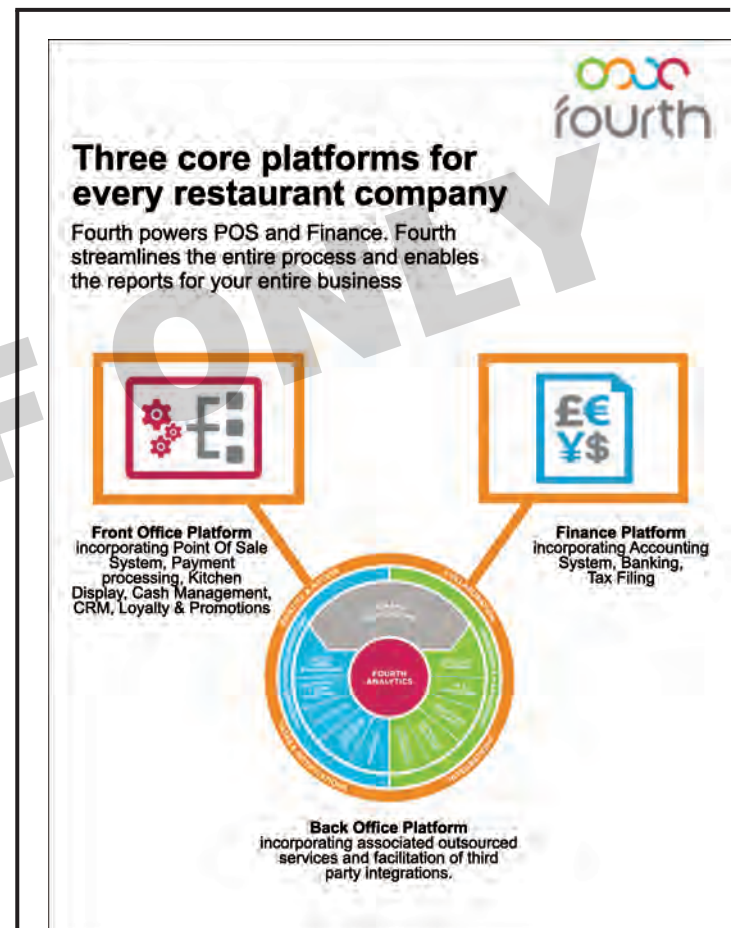 fourth
Three core platforms for
every restaurant company
Fourth powers POS and Finance. Fourth
streamlines the entire process and enables
the reports for your entire business
F ONLY
£€
¥$
Front Office Platform
incorporating Point Of Sale
System, Payment
processing, Kitchen
Display, Cash Management,
CRM, Loyalty & Promotions
Finance Platform
incorporating Accounting
System, Banking,
Tax Filing
COLLABORATION
FOURTH
ANALYTICS
INTEGRATION
Back Office Platform
incorporating associated outsourced
services and facilitation of third
party integrations.